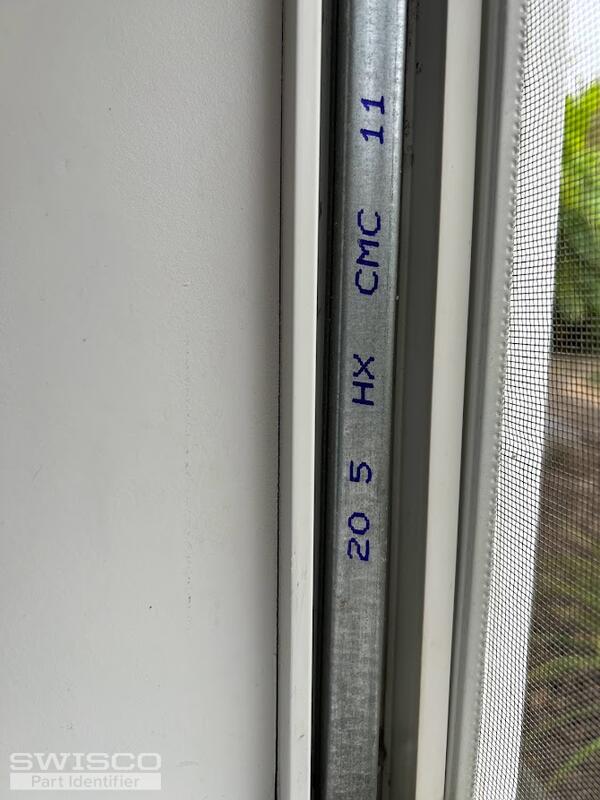 20 5 HX CMC 11
SWISCO
Part Identifier